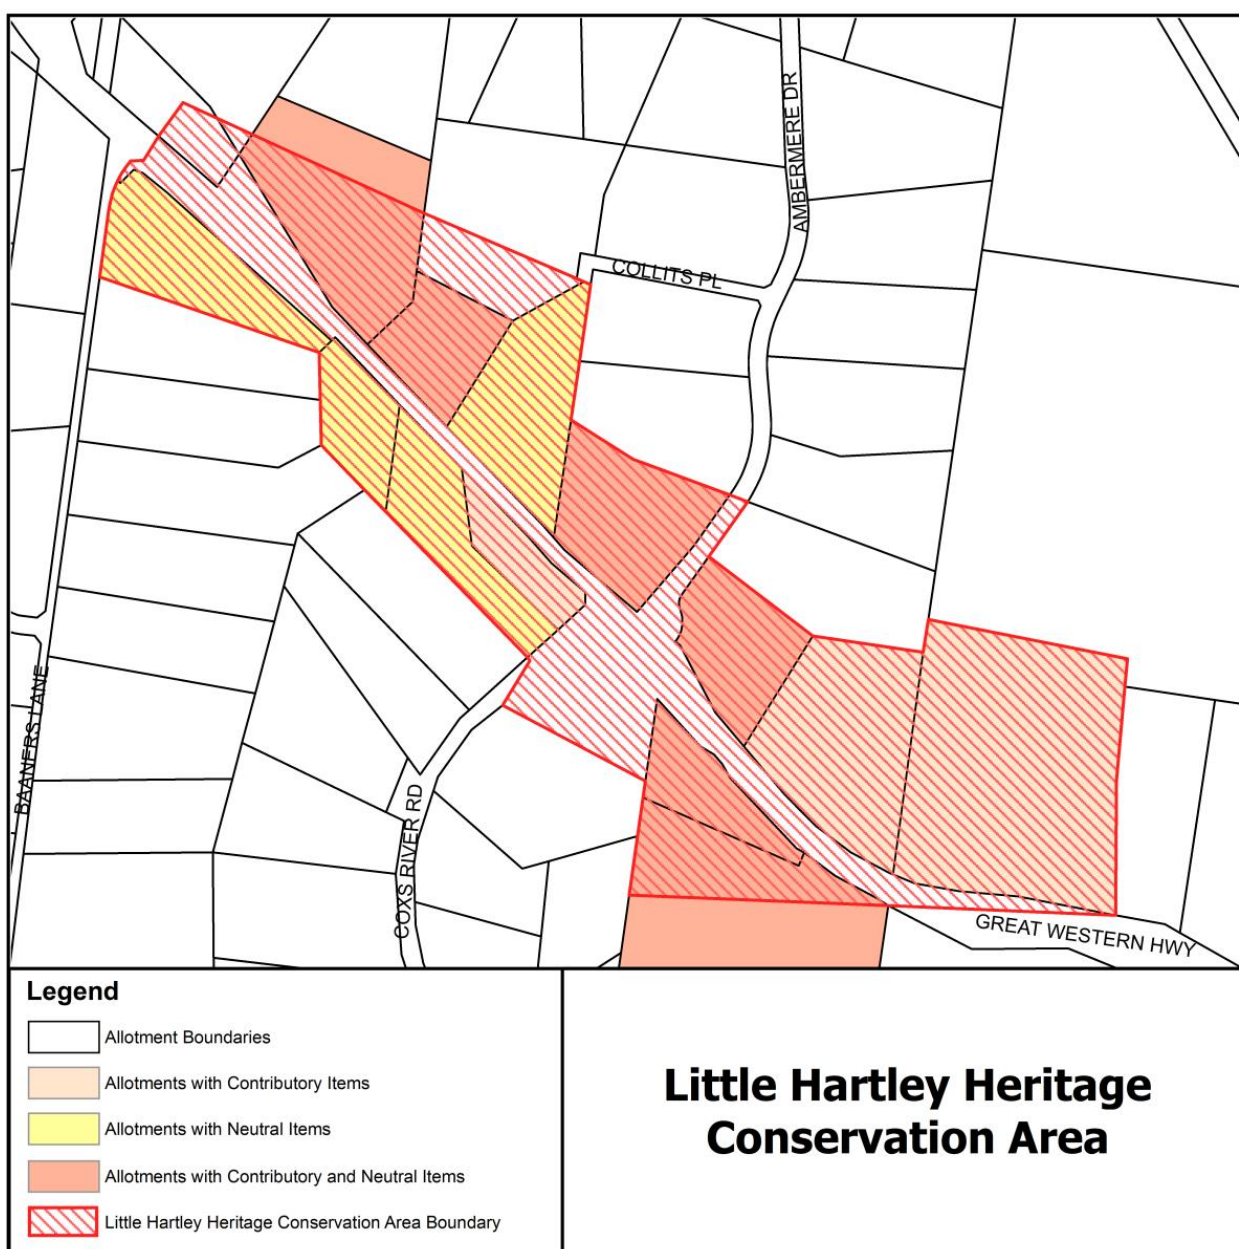 AMBERMERE DR
COLLITS PL
BAANERS LANE
COXS RIVER RD
GREAT WESTERN HWY
Legend
Allotment Boundaries
Allotments with Contributory Items
Allotments with Neutral Items
Allotments with Contributory and Neutral Items
Little Hartley Heritage Conservation Area Boundary
Little Hartley Heritage
Conservation Area